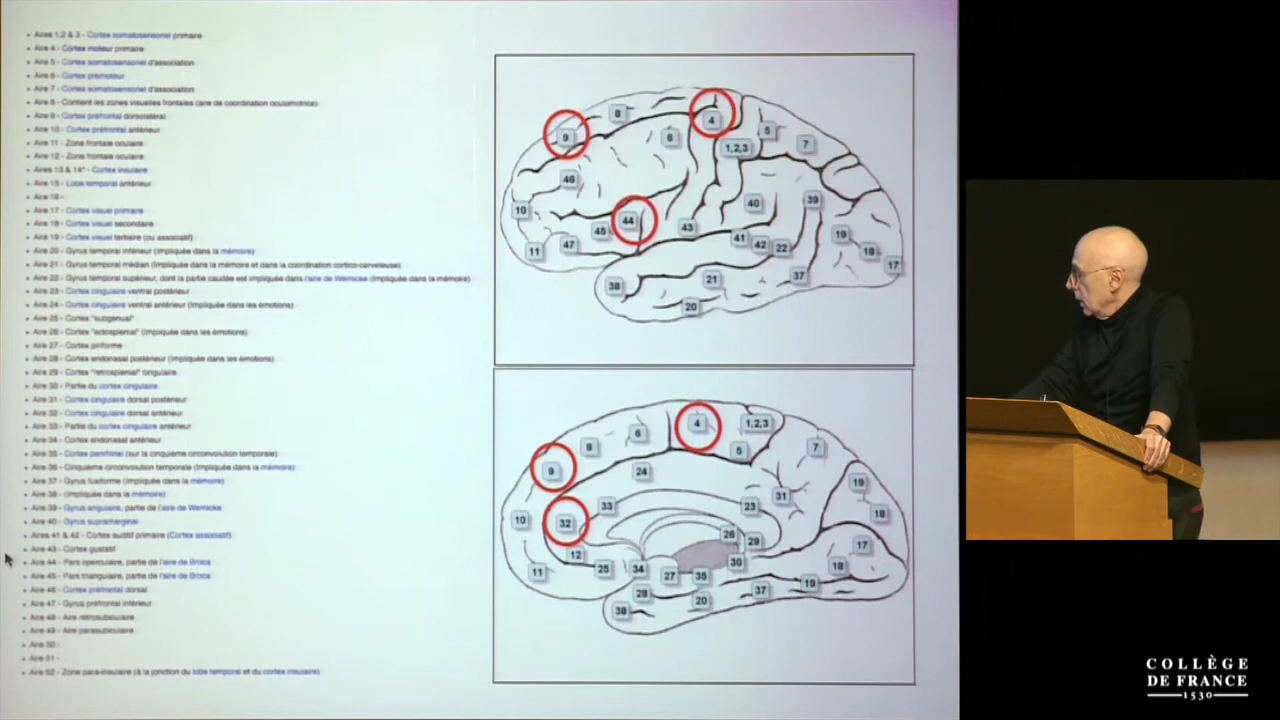 Aires 1,2 & 3 - Cortex somatosensoriel primaire
Aire 4 - Cortex moteur primaire
Aire 5 - Cortex somatosensoriel d'association
Aire 6 - Cortex prémoteur
Aire 7 - Cortex somatosensoriel d'association
Aire 8 - Contient les zones visuelles frontales (aire de coordination oculomotrice)
Aire 9 - Cortex préfrontal dorsolatéral
Aire 10 - Cortex préfrontal antérieur
Aire 11 - Zone frontale oculaire
Aire 12 - Zone frontale oculaire
Aires 13 & 14* - Cortex insulaire
Aire 15 - Lobe temporal antérieur
Aire 16 -
Aire 17 - Cortex visuel primaire
Aire 18 - Cortex visuel secondaire
Aire 19 - Cortex visuel tertiaire (ou associatif)
Aire 20 - Gyrus temporal inférieur (Impliquée dans la mémoire)
Aire 21 - Gyrus temporal médian (Impliquée dans la mémoire et dans la coordination cortico-cerveleuse)
Aire 22 - Gyrus temporal supérieur, dont la partie caudée est impliquée dans l'aire de Wernicke (Impliquée dans la mémoire)
Aire 23 - Cortex cingulaire ventral postérieur
Aire 24 - Cortex cingulaire ventral antérieur (Impliquée dans les émotions)
Aire 25 - Cortex "subgenual"
Aire 26 - Cortex "ectosplenial" (Impliquée dans les émotions)
Aire 27 - Cortex piriforme
Aire 28 - Cortex endonasal postérieur (Impliquée dans les émotions)
Aire 29 - Cortex "retrosplenial" cingulaire
Aire 30 - Partie du cortex cingulaire
Aire 31 - Cortex cingulaire dorsal postérieur
Aire 32 - Cortex cingulaire dorsal antérieur
Aire 33 - Partie du cortex cingulaire antérieur
Aire 34 - Cortex endonasal antérieur
Aire 35 - Cortex perirhinal (sur la cinquième circonvolution temporale)
Aire 36 - Cinquième circonvolution temporale (Impliquée dans la mémoire)
Aire 37 - Gyrus fusiforme (Impliquée dans la mémoire)
Aire 38 - (Impliquée dans la mémoire)
Aire 39 - Gyrus angulaire, partie de l'aire de Wernicke
Aire 40 - Gyrus supramarginal
Aires 41 & 42 - Cortex auditif primaire (Cortex associatif)
Aire 43 - Cortex gustatif
Aire 44 - Pars operculaire, partie de l'aire de Broca
Aire 45 - Pars triangulaire, partie de l'aire de Broca
Aire 46 - Cortex préfrontal dorsal
Aire 47 - Gyrus préfrontal inférieur
Aire 48 - Aire rétrosubiculaire
Aire 49 - Aire parasubiculaire
Aire 50 -
Aire 51 -
Aire 52 - Zone para-insulaire (à la jonction du lobe temporal et du cortex insulaire)
8
4
9
6
5
1,2,3
7
46
10
44
40
39
45
43
47
11
41
42
22
19
18
17
38
21
37
20
4
1,2,3
6
8
5
7
9
24
31
19
33
23
18
10
32
26
29
17
12
30
18
11
25
34
27
35
19
28
20
37
38
COLLÈGE
DE FRANCE
1530